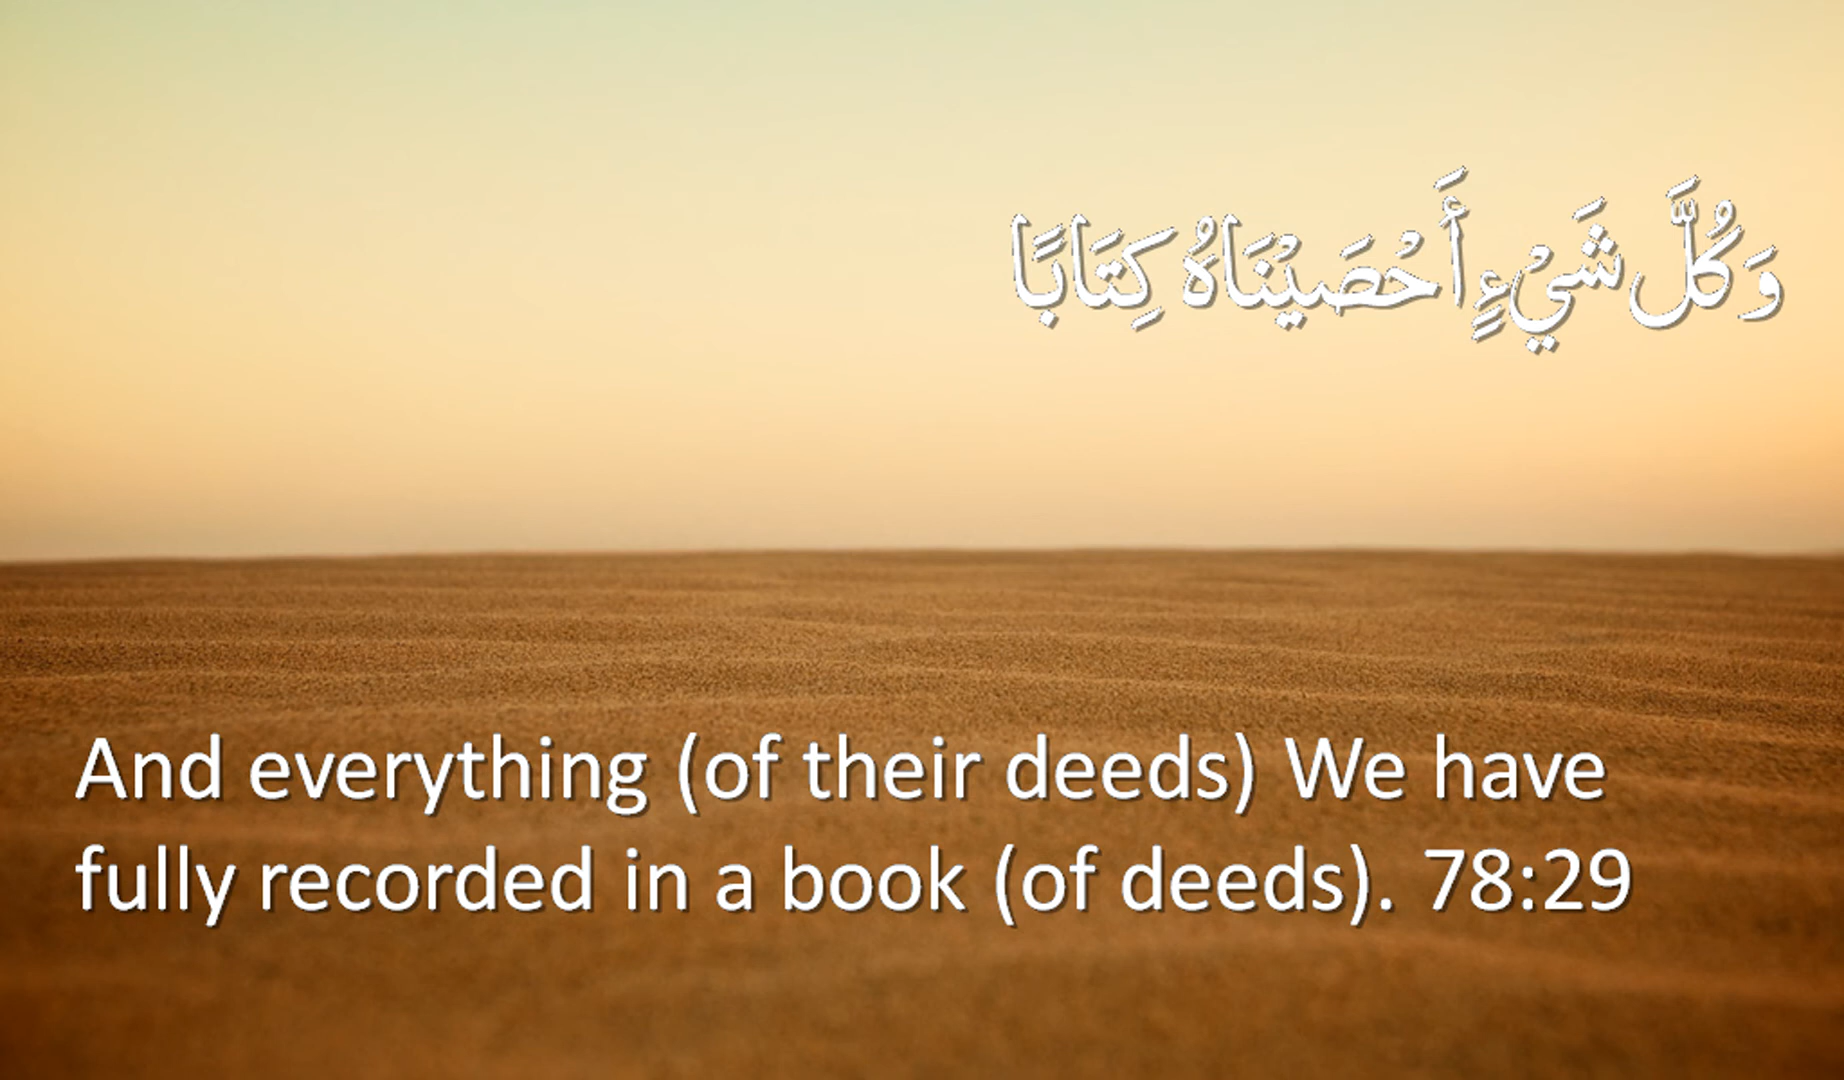 وَكُلَّ شَيْءٍ أَحْصَيْنَاهُ كِتَابًا
And everything (of their deeds) We have
fully recorded in a book (of deeds). 78:29